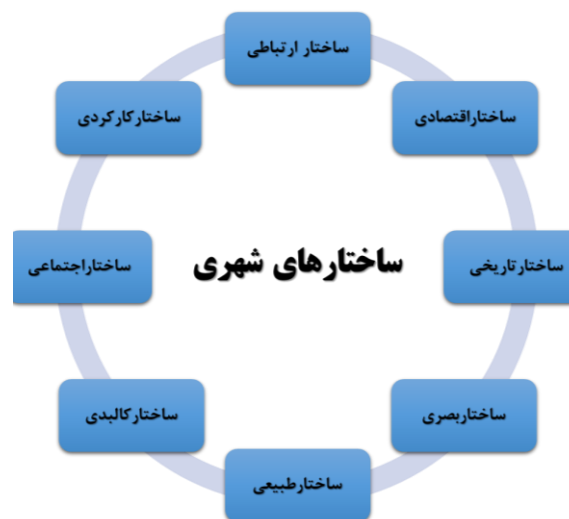 ساختار ارتباطی
ساختاراقتصادی
ساختارکارکردی
ساختارتاریخی
ساختارهای شهری
ساختاراجتماعی
ساختاربصری
ساختارکالبدی
ساختارطبیعی